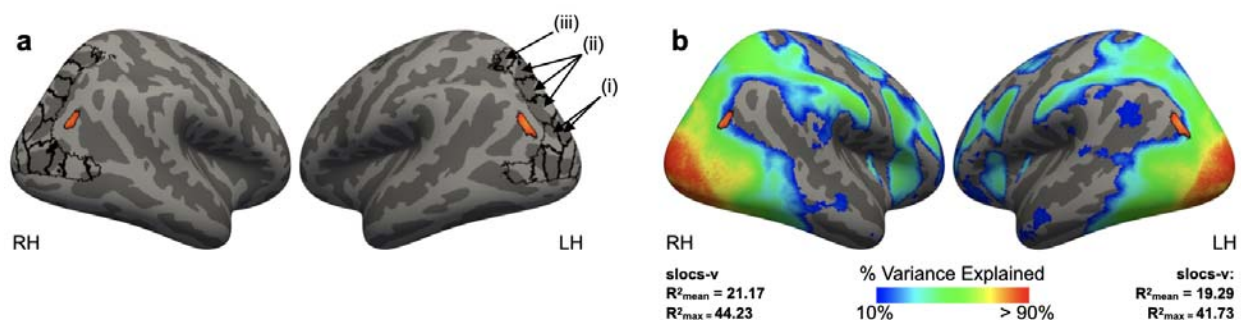 a
(iii)
(ii)
(i)
RH
LH
b
RH
LH
slocs-v
R²mean = 21.17
R²max = 44.23
% Variance Explained
10%
> 90%
slocs-v:
R²mean = 19.29
R²max = 41.73